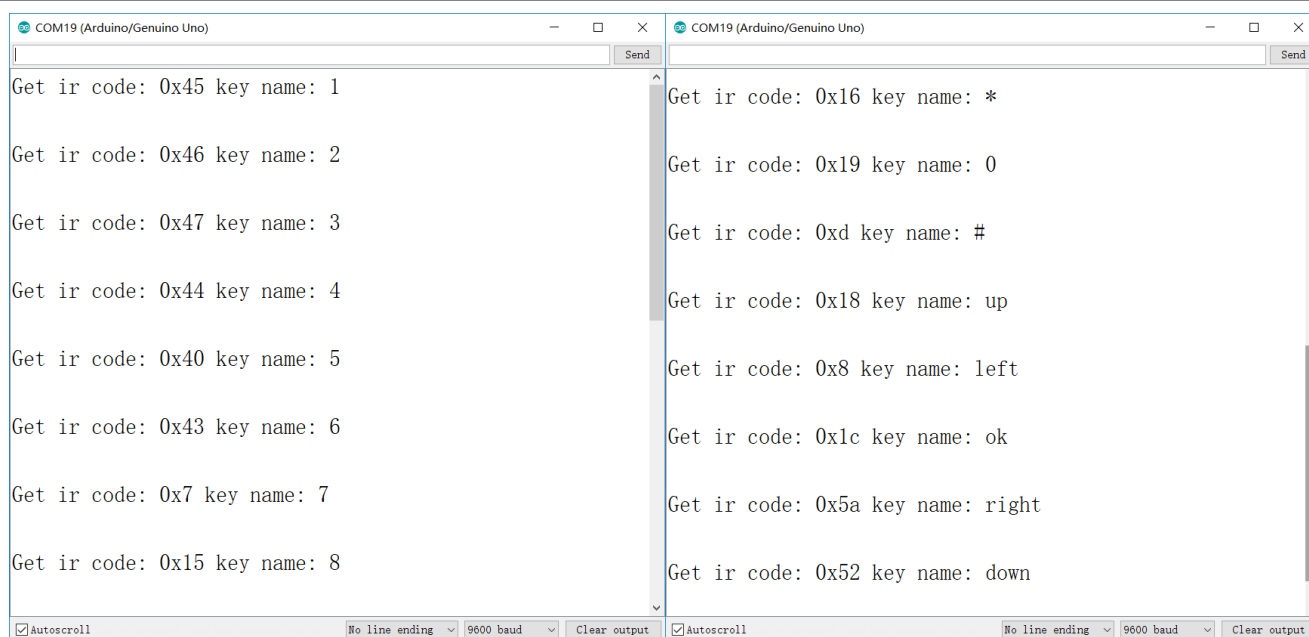 COM19 (Arduino/Genuino Uno)
Send
Get ir code: 0x45 key name: 1
Get ir code: 0x46 key name: 2
Get ir code: 0x47 key name: 3
Get ir code: 0x44 key name: 4
Get ir code: 0x40 key name: 5
Get ir code: 0x43 key name: 6
Get ir code: 0x7 key name: 7
Get ir code: 0x15 key name: 8
Autoscroll
No line ending
9600 baud
Clear output
COM19 (Arduino/Genuino Uno)
Send
Get ir code: 0x16 key name: *
Get ir code: 0x19 key name: 0
Get ir code: 0xd key name: #
Get ir code: 0x18 key name: up
Get ir code: 0x8 key name: left
Get ir code: 0x1c key name: ok
Get ir code: 0x5a key name: right
Get ir code: 0x52 key name: down
Autoscroll
No line ending
9600 baud
Clear output